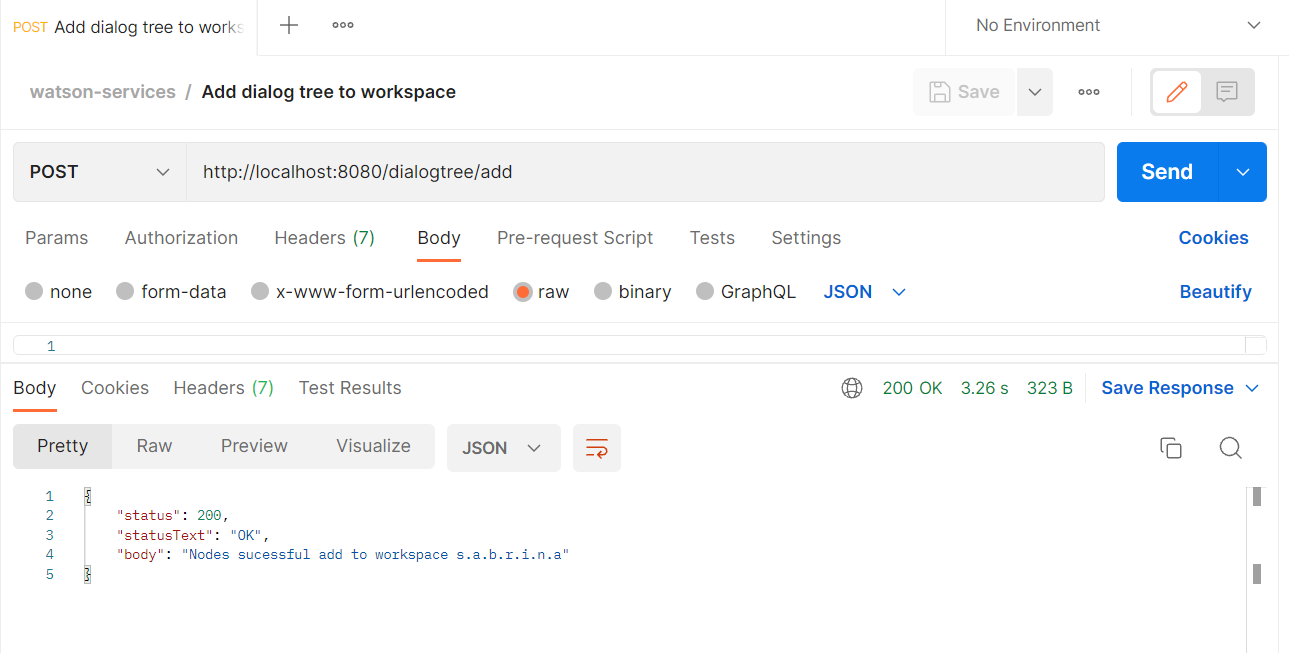 POST Add dialog tree to works
No Environment
watson-services / Add dialog tree to workspace
Save
POST
http://localhost:8080/dialogtree/add
Send
Params Authorization Headers (7) Body Pre-request Script Tests Settings Cookies
none form-data x-www-form-urlencoded raw binary GraphQL JSON Beautify
1
Body Cookies Headers (7) Test Results 200 OK 3.26 s 323 B Save Response
Pretty Raw Preview Visualize JSON
1 {
2 "status": 200,
3 "statusText": "OK",
4 "body": "Nodes sucessful add to workspace s.a.b.r.i.n.a"
5 }